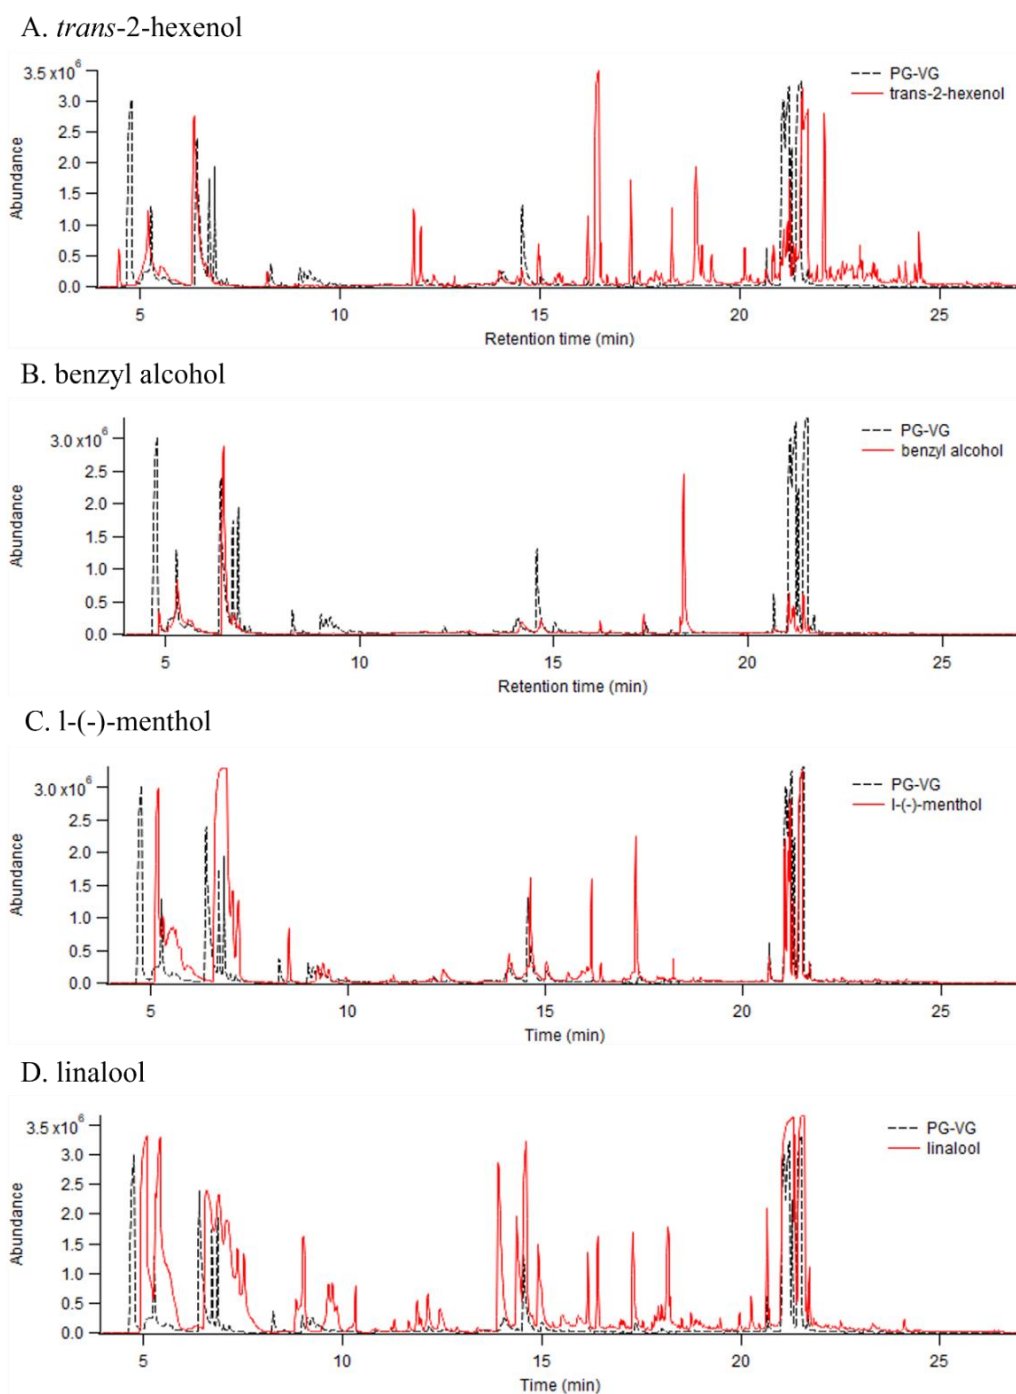 A. trans-2-hexenol
3.5 x10⁶
3.0
2.5
2.0
1.5
1.0
0.5
0.0
Abundance
PG-VG
trans-2-hexenol
5 10 15 20 25
Retention time (min)
B. benzyl alcohol
3.0 x10⁶
2.5
2.0
1.5
1.0
0.5
0.0
Abundance
PG-VG
benzyl alcohol
5 10 15 20 25
Retention time (min)
C. l-(-)-menthol
3.0 x10⁶
2.5
2.0
1.5
1.0
0.5
0.0
Abundance
PG-VG
l-(-)-menthol
5 10 15 20 25
Time (min)
D. linalool
3.5 x10⁶
3.0
2.5
2.0
1.5
1.0
0.5
0.0
Abundance
PG-VG
linalool
5 10 15 20 25
Time (min)